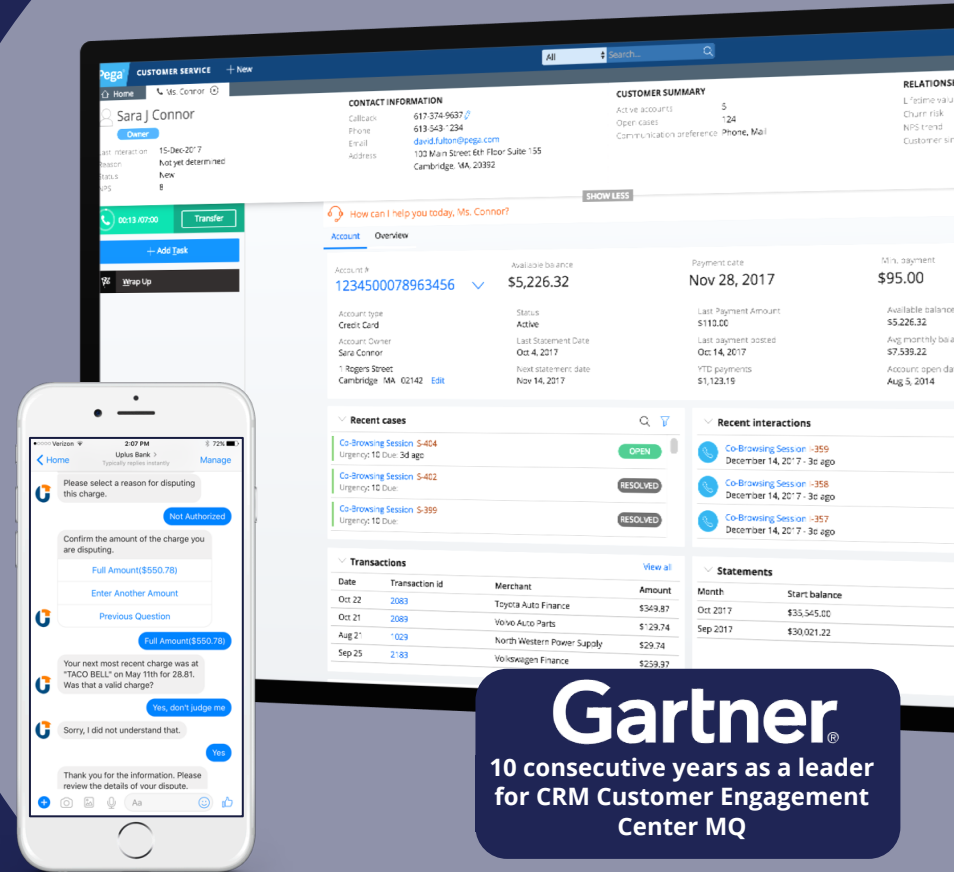 Pega CUSTOMER SERVICE + New
All Search...
Home Ms. Connor
Sara J Connor
Owner
Last interaction 15-Dec-2017
Reason Not yet determined
Status New
NPS 8
CONTACT INFORMATION
Callback 617-374-9637
Phone 613-543-1234
Email david.fulton@pega.com
Address 100 Main Street 6th Floor Suite 155
Cambridge, MA, 20392
CUSTOMER SUMMARY
Active accounts 5
Open cases 124
Communication preference Phone, Mail
Churn risk
NPS trend
Customer
SHOW LESS
00:13 /07:00 Transfer
+ Add Task
Wrap Up
How can I help you today, Ms. Connor?
Account Overview
Account #
1234500078963456
Available balance
$5,226.32
Payment date
Nov 28, 2017
Min. payment
$95.00
Account type
Credit Card
Status
Active
Last Payment Amount
$110.00
Available balance
$5,226.32
Account Owner
Sara Connor
Last Statement Date
Oct 4, 2017
Last payment posted
Oct 14, 2017
Avg monthly
$7,539.22
1 Rogers Street
Cambridge MA 02142 Edit
Next statement date
Nov 14, 2017
YTD payments
$1,123.19
Account open
Aug 5, 2014
Recent cases
Co-Browsing Session S-404
Urgency: 10 Due: 3d ago
OPEN
Co-Browsing Session S-402
Urgency: 10 Due:
RESOLVED
Co-Browsing Session S-399
Urgency: 10 Due:
RESOLVED
Recent interactions
Co-Browsing Session I-359
December 14, 2017 - 3d ago
Co-Browsing Session I-358
December 14, 2017 - 3d ago
Co-Browsing Session I-357
December 14, 2017 - 3d ago
Transactions View all
Date Transaction id Merchant Amount
Oct 22 2083 Toyota Auto Finance $349.87
Oct 21 2089 Volvo Auto Parts $129.74
Aug 21 1029 North Western Power Supply $29.74
Sep 25 2183 Volkswagen Finance $259.97
Statements
Month Start balance
Oct 2017 $35,545.00
Sep 2017 $30,021.22
Verizon 2:07 PM 72%
Home Uplus Bank > Manage
Typically replies instantly
Please select a reason for disputing
this charge.
Not Authorized
Confirm the amount of the charge you
are disputing.
Full Amount($550.78)
Enter Another Amount
Previous Question
Full Amount($550.78)
Your next most recent charge was at
"TACO BELL" on May 11th for 28.81.
Was that a valid charge?
Yes, don't judge me
Sorry, I did not understand that.
Yes
Thank you for the information. Please
review the details of your dispute.
Aa
Gartner®
10 consecutive years as a leader
for CRM Customer Engagement
Center MQ